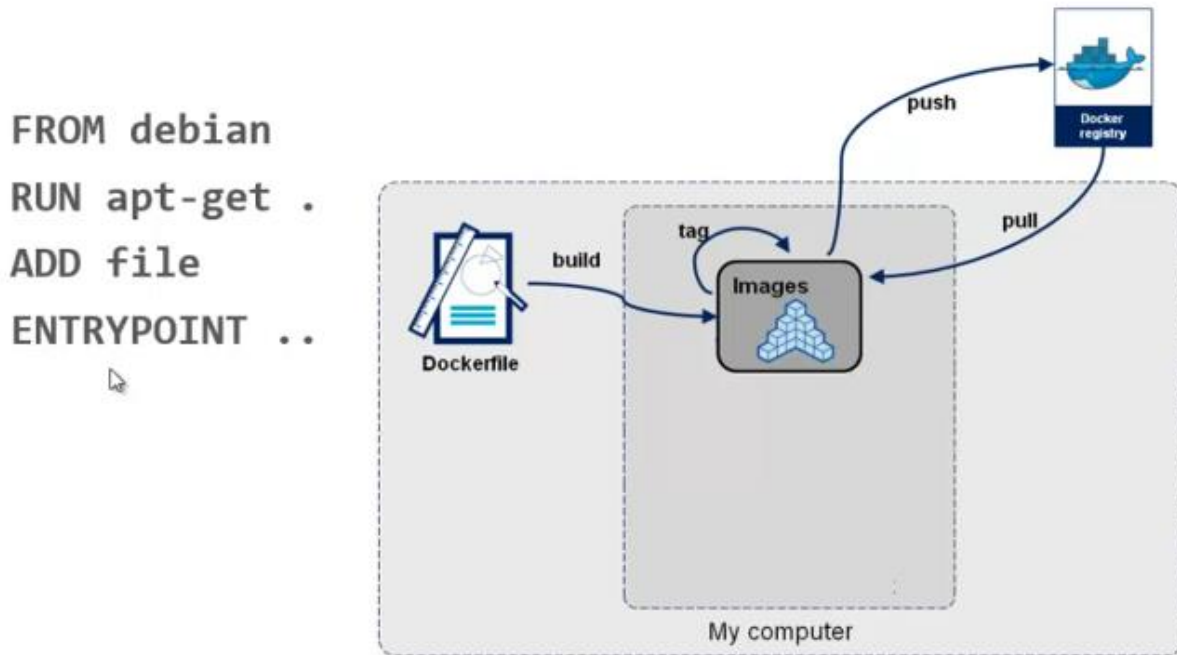 FROM debian
RUN apt-get .
ADD file
ENTRYPOINT ..
push
Docker
registry
pull
tag
build
Images
Dockerfile
My computer